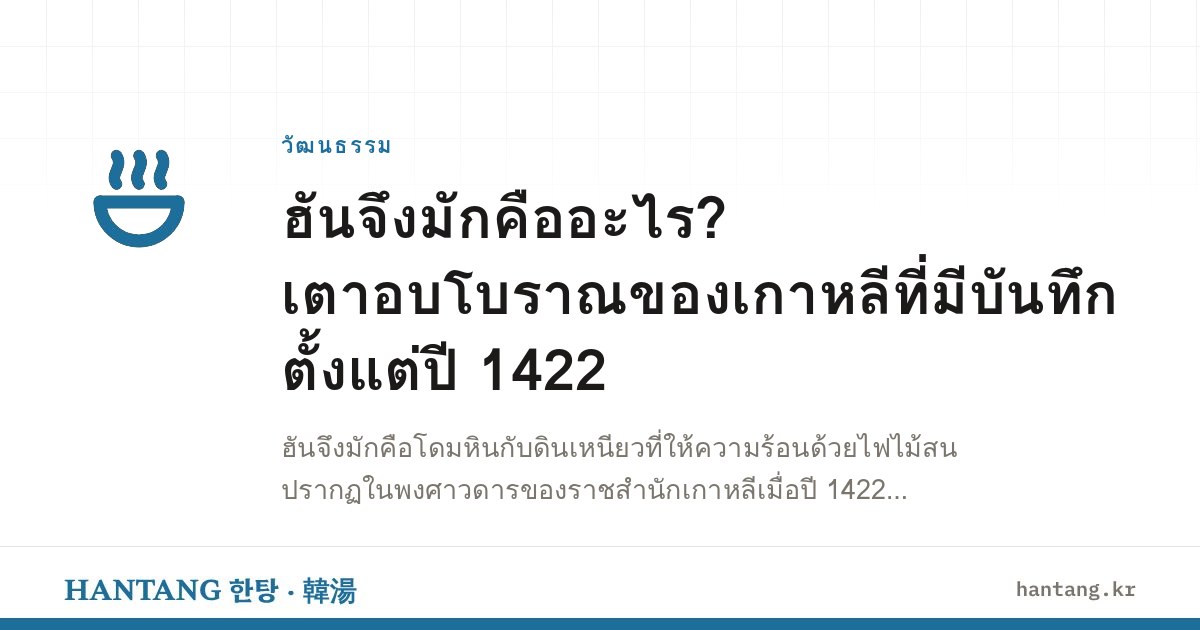 วัฒนธรรม
ฮันจึงมักคืออะไร?
เตาอบโบราณของเกาหลีที่มีบันทึก
ตั้งแต่ปี 1422
ฮันจึงมักคือโดมหินกับดินเหนียวที่ให้ความร้อนด้วยไฟไม้สน
ปรากฏในพงศาวดารของราชสำนักเกาหลีเมื่อปี 1422...
HANTANG 한탕 · 韓湯
hantang.kr